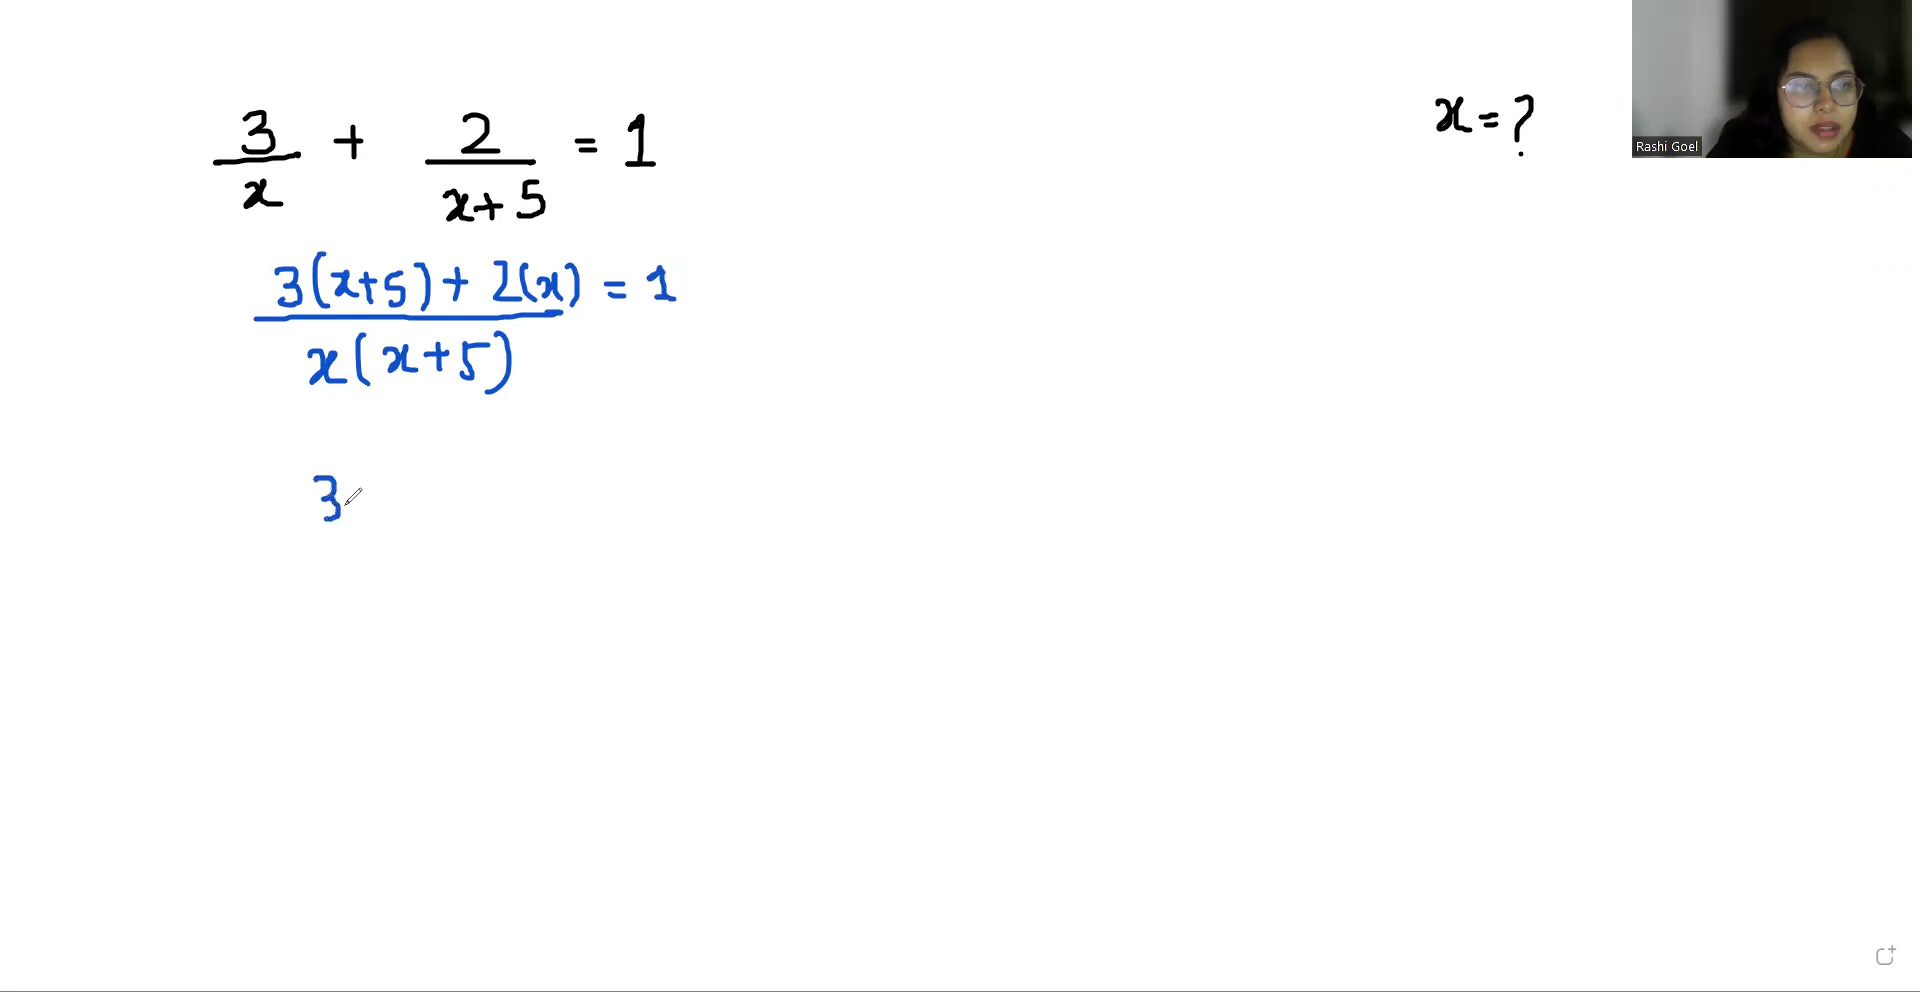 3/x + 2/(x+5) = 1
x = ?
Rashi Goel
(3(x+5) + 2(x))/(x(x+5)) = 1
3